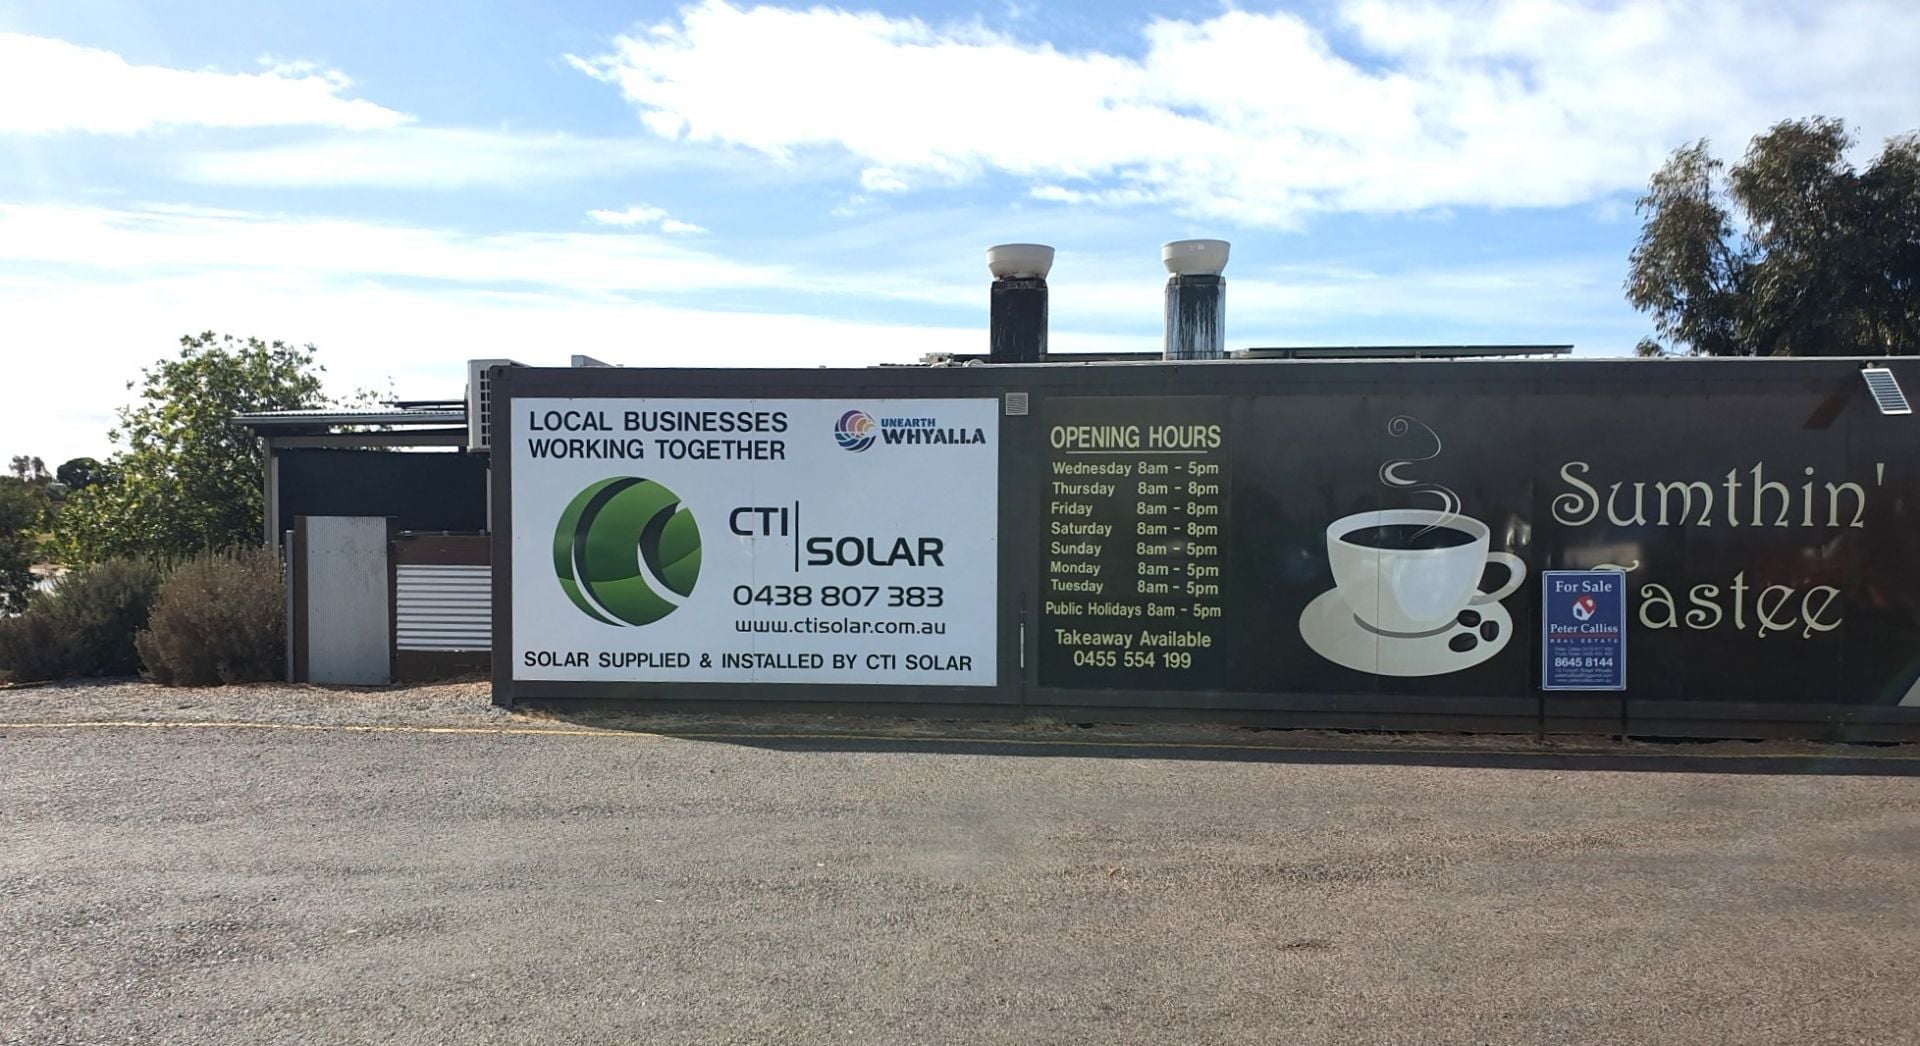 LOCAL BUSINESSES
WORKING TOGETHER
UNEARTH
WHYALLA
CTI
SOLAR
0438 807 383
www.ctisolar.com.au
SOLAR SUPPLIED & INSTALLED BY CTI SOLAR
OPENING HOURS
Wednesday 8am - 5pm
Thursday 8am - 8pm
Friday 8am - 8pm
Saturday 8am - 8pm
Sunday 8am - 5pm
Monday 8am - 5pm
Tuesday 8am - 5pm
Public Holidays 8am - 5pm
Takeaway Available
0455 554 199
Sumthin'
Tastee
For Sale
Peter Calliss
REAL ESTATE
8645 8144